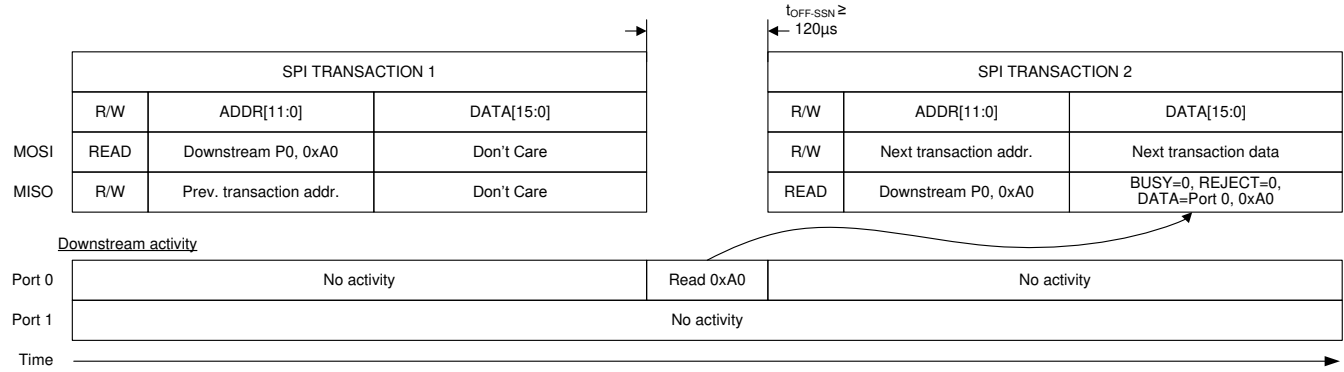 tOFF-SSN ≥
120µs
SPI TRANSACTION 1 SPI TRANSACTION 2
R/W ADDR[11:0] DATA[15:0] R/W ADDR[11:0] DATA[15:0]
MOSI READ Downstream P0, 0xA0 Don't Care R/W Next transaction addr. Next transaction data
MISO R/W Prev. transaction addr. Don't Care READ Downstream P0, 0xA0 BUSY=0, REJECT=0,
DATA=Port 0, 0xA0
Downstream activity
Port 0 No activity Read 0xA0 No activity
Port 1 No activity
Time